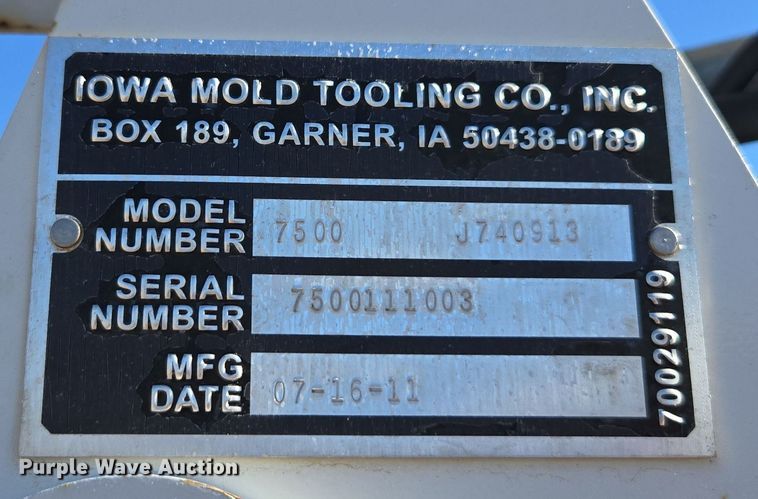 IOWA MOLD TOOLING CO., INC.
BOX 189, GARNER, IA 50438-0189
MODEL NUMBER 7500 J740913
SERIAL NUMBER 7500111003
MFG DATE 07-16-11
70029119
Purple Wave Auction